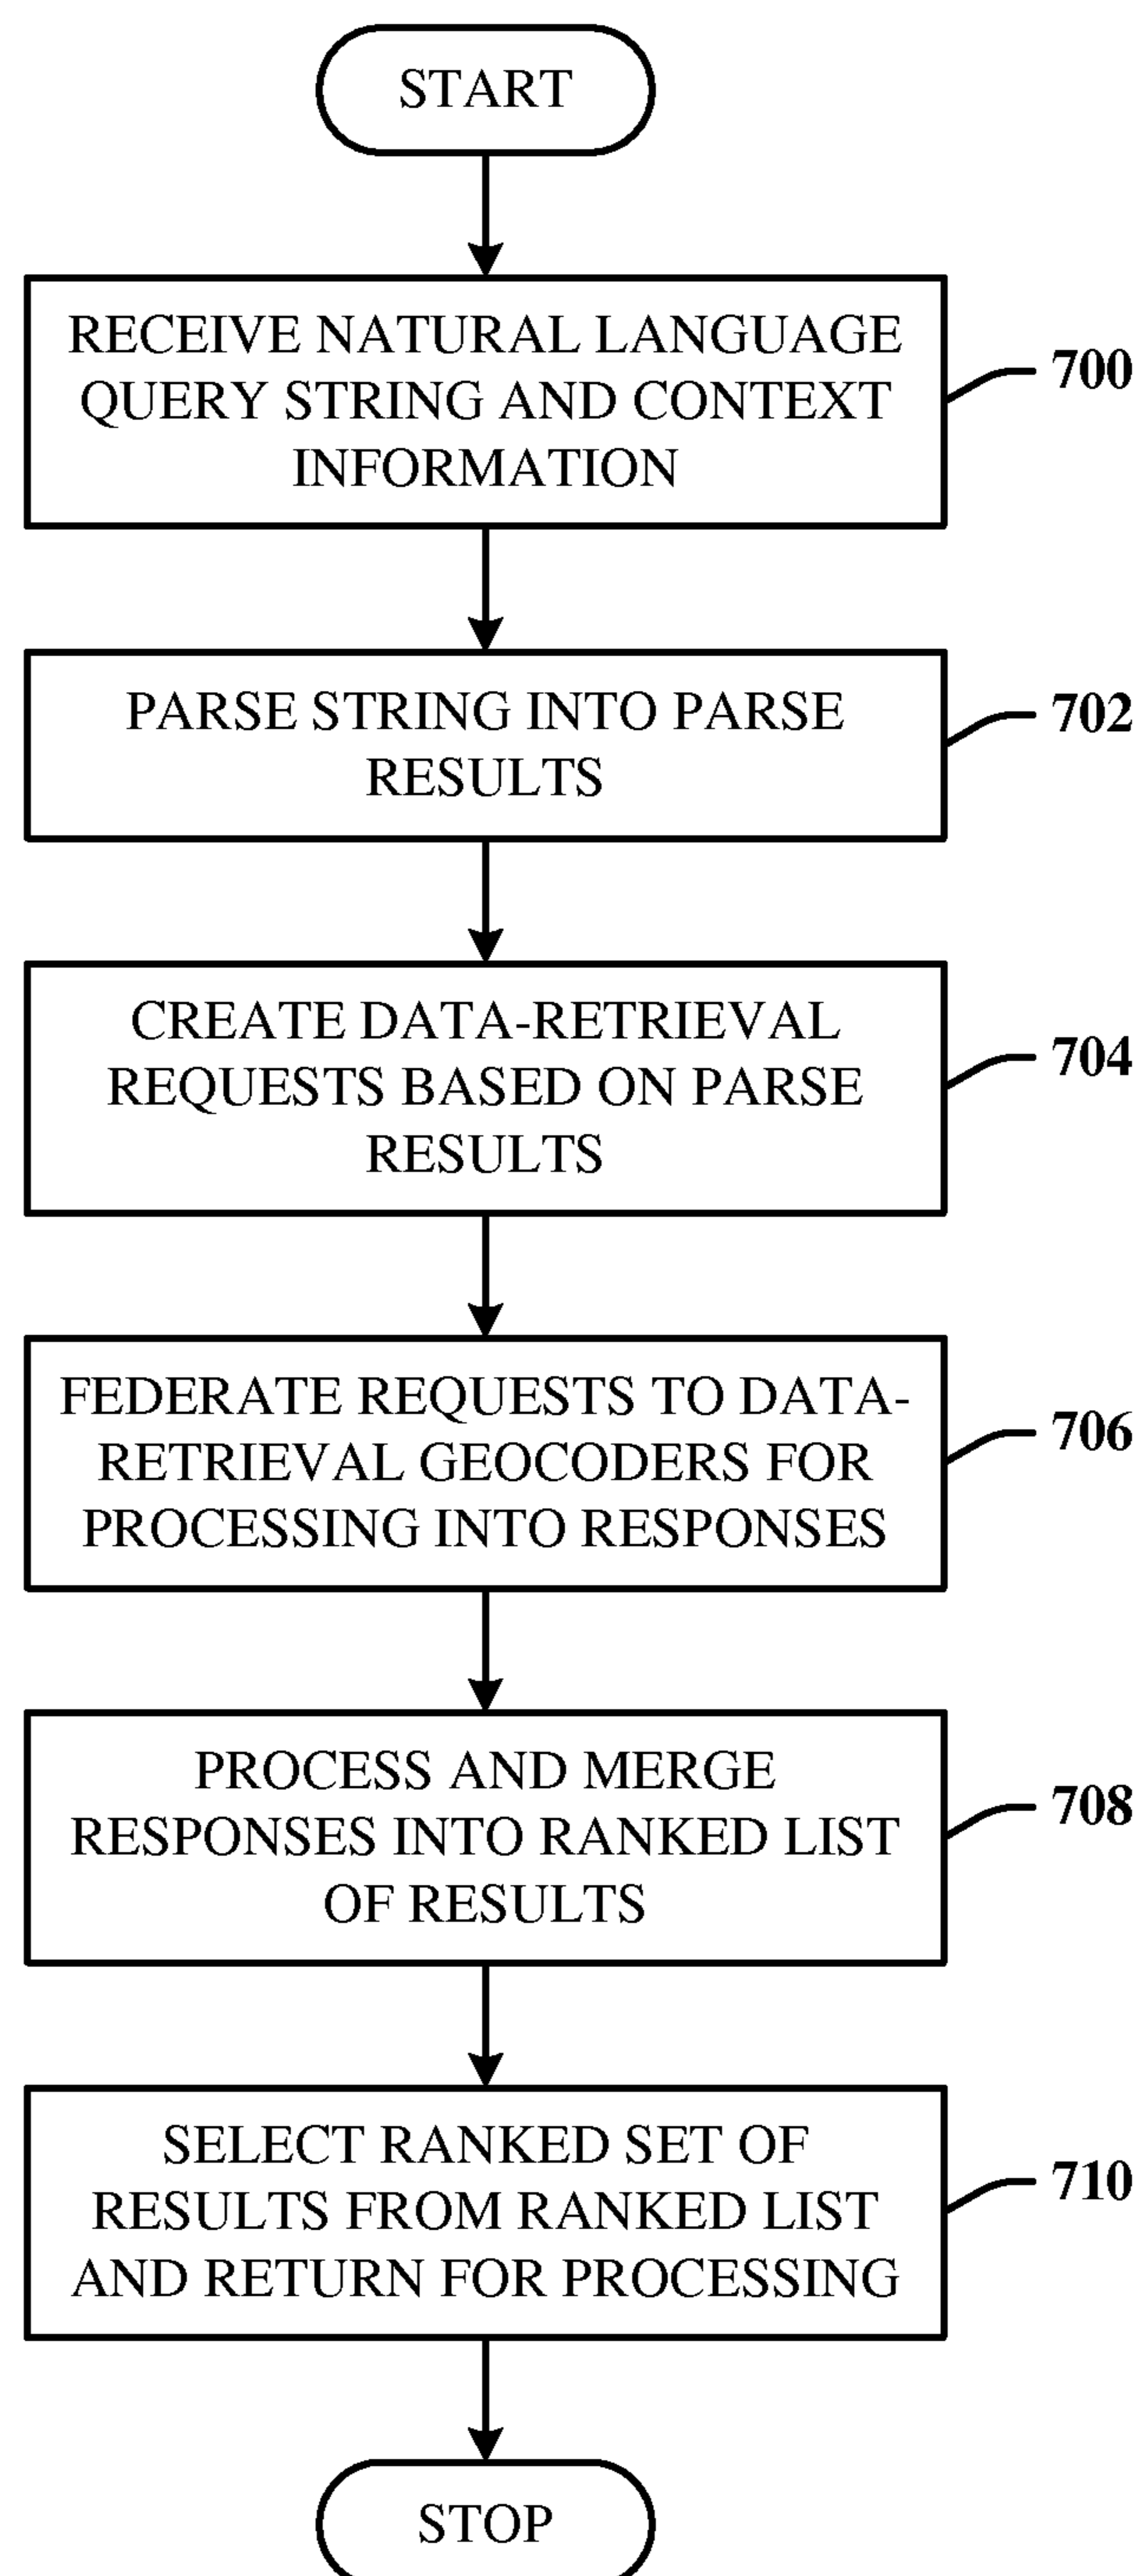 START
RECEIVE NATURAL LANGUAGE
QUERY STRING AND CONTEXT
INFORMATION
700
PARSE STRING INTO PARSE
RESULTS
702
CREATE DATA-RETRIEVAL
REQUESTS BASED ON PARSE
RESULTS
704
FEDERATE REQUESTS TO DATA-
RETRIEVAL GEOCODERS FOR
PROCESSING INTO RESPONSES
706
PROCESS AND MERGE
RESPONSES INTO RANKED LIST
OF RESULTS
708
SELECT RANKED SET OF
RESULTS FROM RANKED LIST
AND RETURN FOR PROCESSING
710
STOP